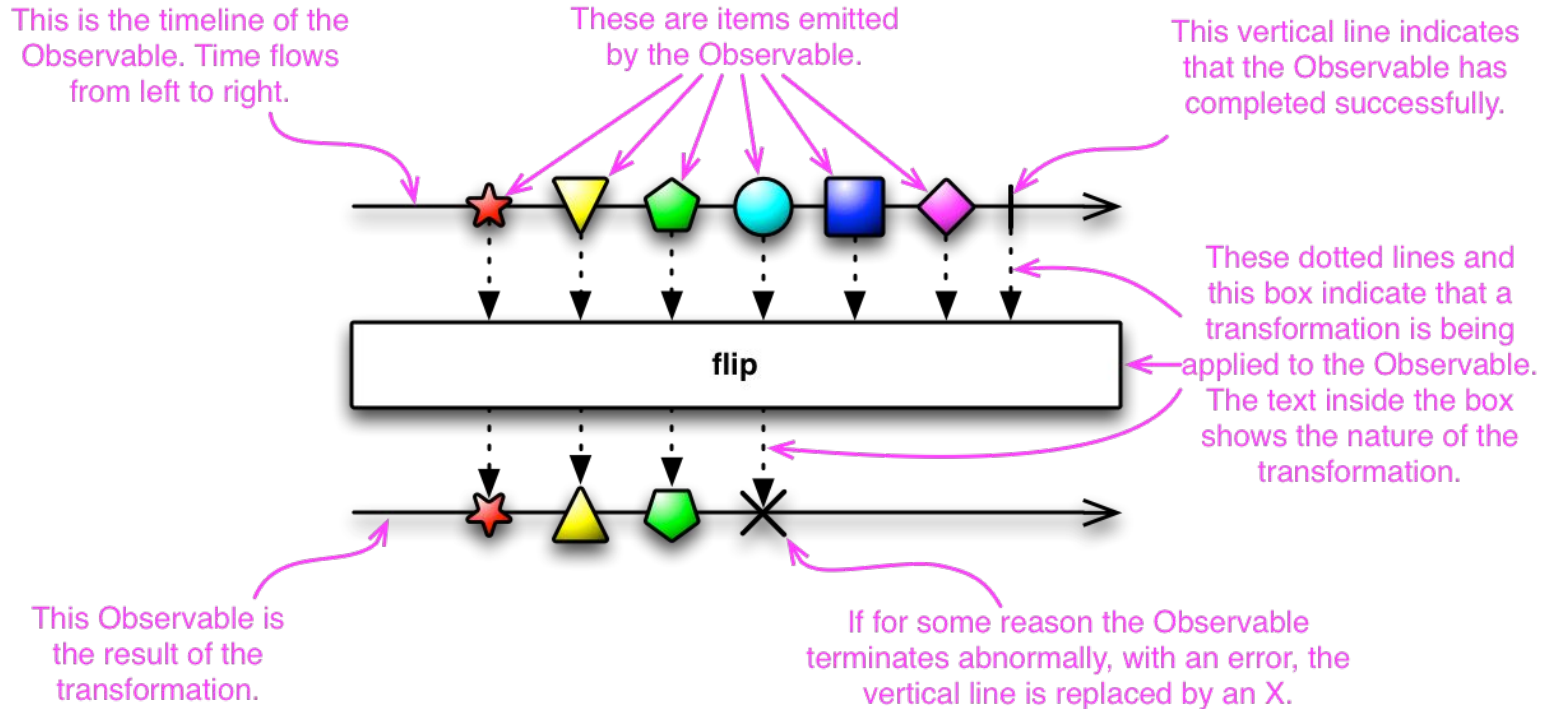 This is the timeline of the
Observable. Time flows
from left to right.
These are items emitted
by the Observable.
This vertical line indicates
that the Observable has
completed successfully.
These dotted lines and
this box indicate that a
transformation is being
applied to the Observable.
The text inside the box
shows the nature of the
transformation.
flip
This Observable is
the result of the
transformation.
If for some reason the Observable
terminates abnormally, with an error, the
vertical line is replaced by an X.